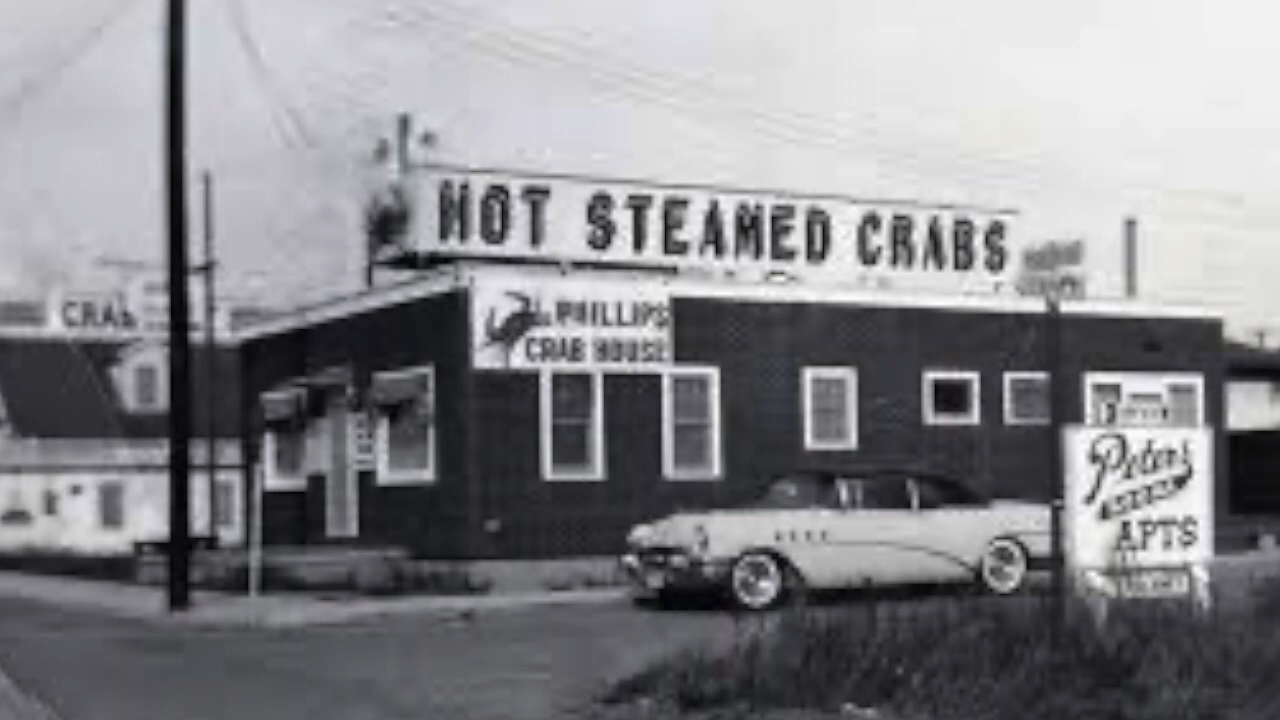 HOT STEAMED CRABS
CRAB
PHILLIPS
CRAB HOUSE
Peter's
APTS